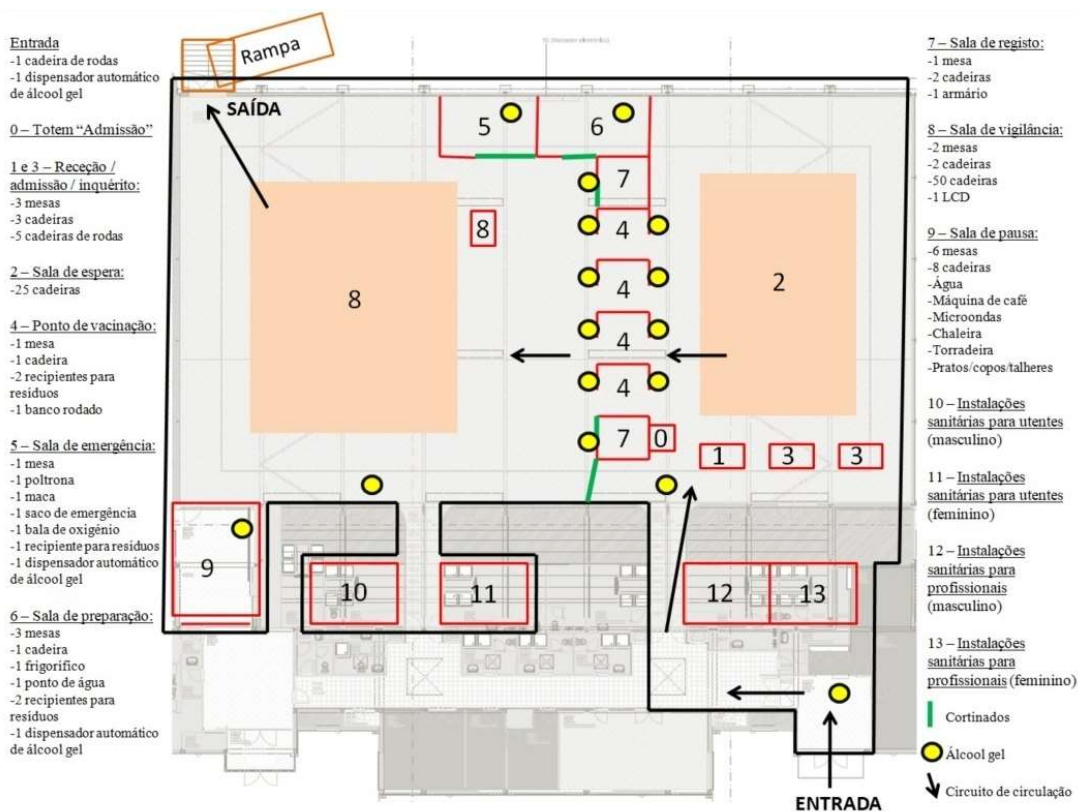 Entrada
-1 cadeira de rodas
-1 dispensador automático
de álcool gel
0 – Totem “Admissão”
1 e 3 – Receção /
admissão / inquérito:
-3 mesas
-3 cadeiras
-5 cadeiras de rodas
2 – Sala de espera:
-25 cadeiras
4 – Ponto de vacinação:
-1 mesa
-1 cadeira
-2 recipientes para
resíduos
-1 banco rodado
5 – Sala de emergência:
-1 mesa
-1 poltrona
-1 maca
-1 saco de emergência
-1 bala de oxigénio
-1 recipiente para resíduos
-1 dispensador automático
de álcool gel
6 – Sala de preparação:
-3 mesas
-1 cadeira
-1 frigorífico
-1 ponto de água
-2 recipientes para
resíduos
-1 dispensador automático
de álcool gel
Rampa
SAÍDA
5
6
7
8
4
8
4
2
4
4
7
0
1
3
3
9
10
11
12
13
ENTRADA
7 – Sala de registo:
-1 mesa
-2 cadeiras
-1 armário
8 – Sala de vigilância:
-2 mesas
-2 cadeiras
-50 cadeiras
-1 LCD
9 – Sala de pausa:
-6 mesas
-8 cadeiras
-Água
-Máquina de café
-Microondas
-Chaleira
-Torradeira
-Pratos/copos/talheres
10 – Instalações
sanitárias para utentes
(masculino)
11 – Instalações
sanitárias para utentes
(feminino)
12 – Instalações
sanitárias para
profissionais
(masculino)
13 – Instalações
sanitárias para
profissionais (feminino)
Cortinados
Álcool gel
Circuito de circulação